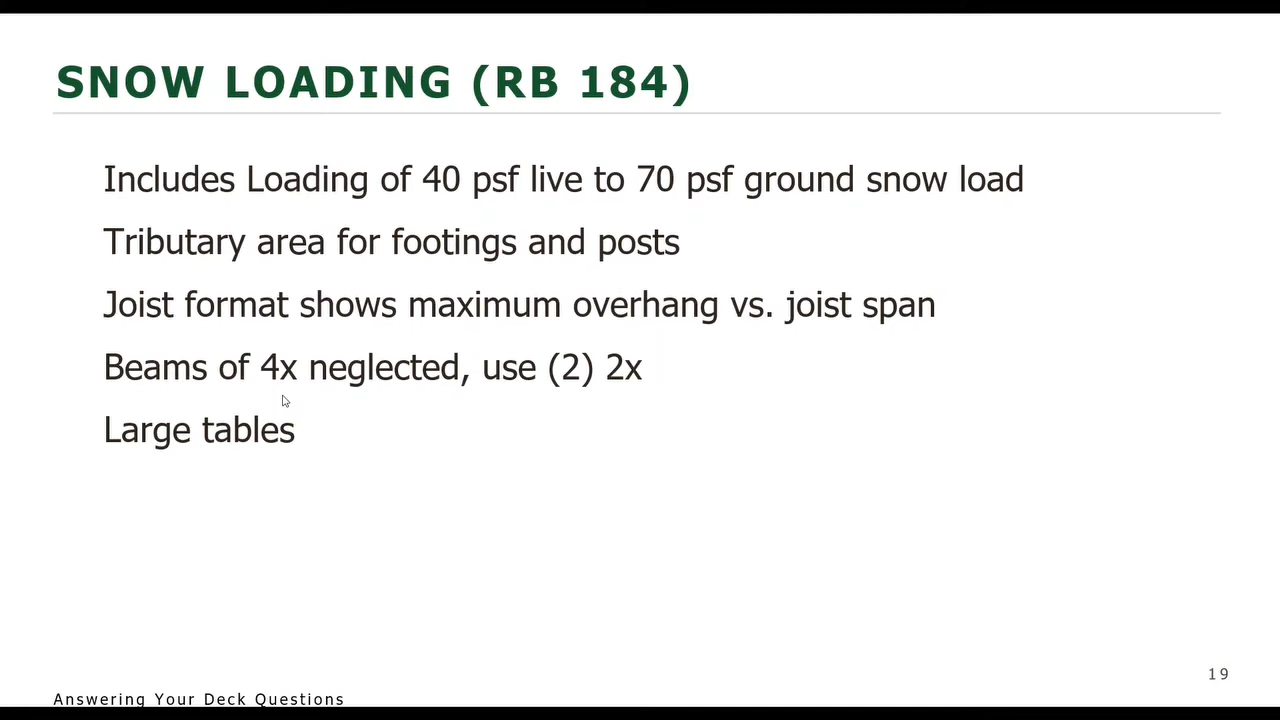 SNOW LOADING (RB 184)
Includes Loading of 40 psf live to 70 psf ground snow load
Tributary area for footings and posts
Joist format shows maximum overhang vs. joist span
Beams of 4x neglected, use (2) 2x
Large tables
19
Answering Your Deck Questions